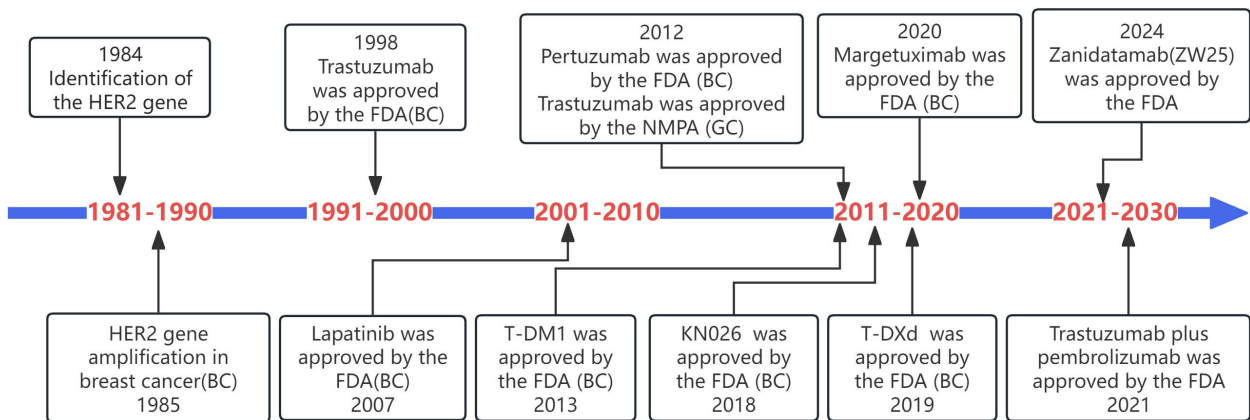 1984
Identification of
the HER2 gene
1998
Trastuzumab
was approved
by the FDA(BC)
2012
Pertuzumab was approved
by the FDA (BC)
Trastuzumab was approved
by the NMPA (GC)
2020
Margetuximab was
approved by the
FDA (BC)
2024
Zanidatamab(ZW25)
was approved by
the FDA
1981-1990
1991-2000
2001-2010
2011-2020
2021-2030
HER2 gene
amplification in
breast cancer(BC)
1985
Lapatinib was
approved by the
FDA(BC)
2007
T-DM1 was
approved by
the FDA (BC)
2013
KN026 was
approved by
the FDA (BC)
2018
T-DXd was
approved by
the FDA (BC)
2019
Trastuzumab plus
pembrolizumab was
approved by the FDA
2021